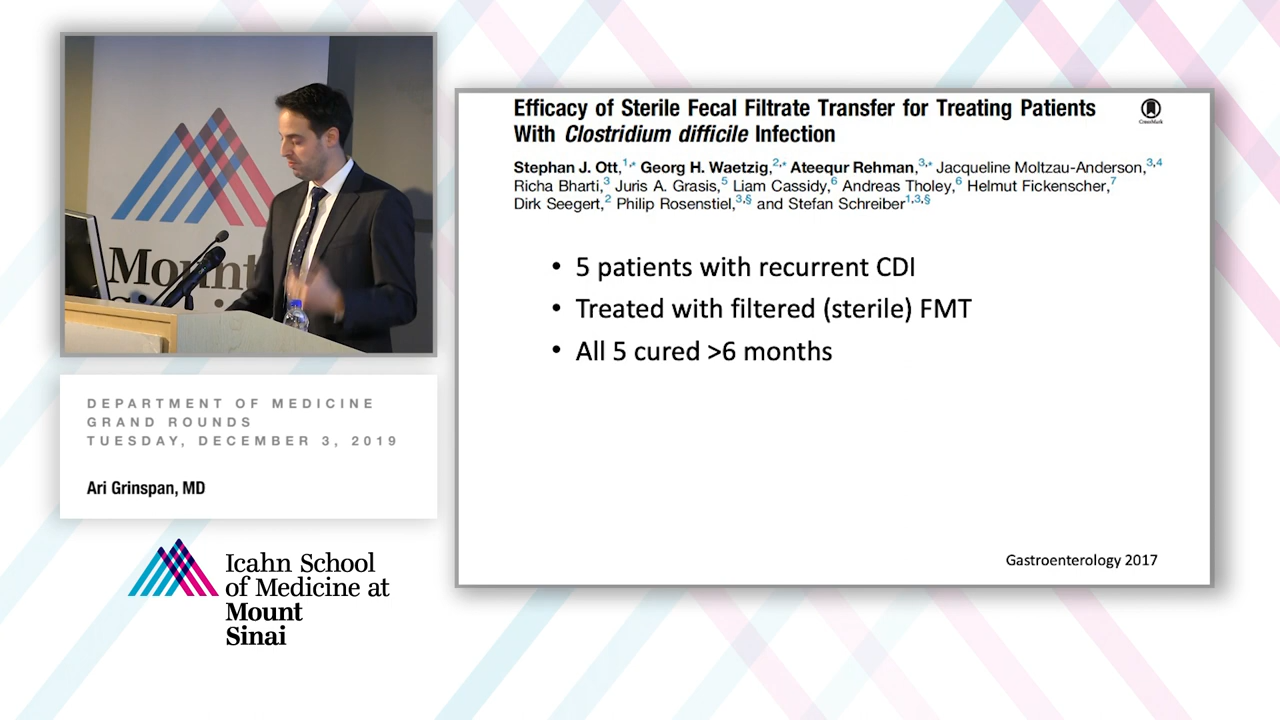 Mount
Sinai
DEPARTMENT OF MEDICINE
GRAND ROUNDS
TUESDAY, DECEMBER 3, 2019
Ari Grinspan, MD
Icahn School
of Medicine at
Mount
Sinai
Efficacy of Sterile Fecal Filtrate Transfer for Treating Patients
With Clostridium difficile Infection
CrossMark
Stephan J. Ott,1,* Georg H. Waetzig,2,* Ateequr Rehman,3,* Jacqueline Moltzau-Anderson,3,4
Richa Bharti,3 Juris A. Grasis,5 Liam Cassidy,6 Andreas Tholey,6 Helmut Fickenscher,7
Dirk Seegert,2 Philip Rosenstiel,3,§ and Stefan Schreiber1,3,§
• 5 patients with recurrent CDI
• Treated with filtered (sterile) FMT
• All 5 cured >6 months
Gastroenterology 2017